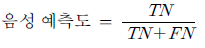 음성 예측도 = TN / (TN+FN)